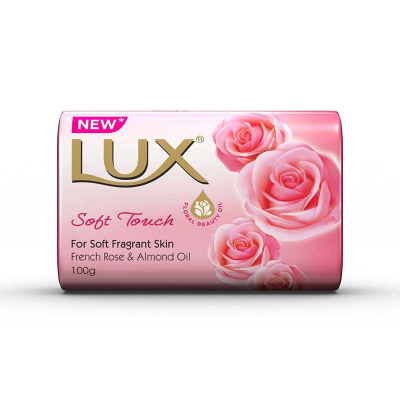 NEW*
LUX®
Soft Touch
FLORAL BEAUTY OIL
For Soft Fragrant Skin
French Rose & Almond Oil
100g